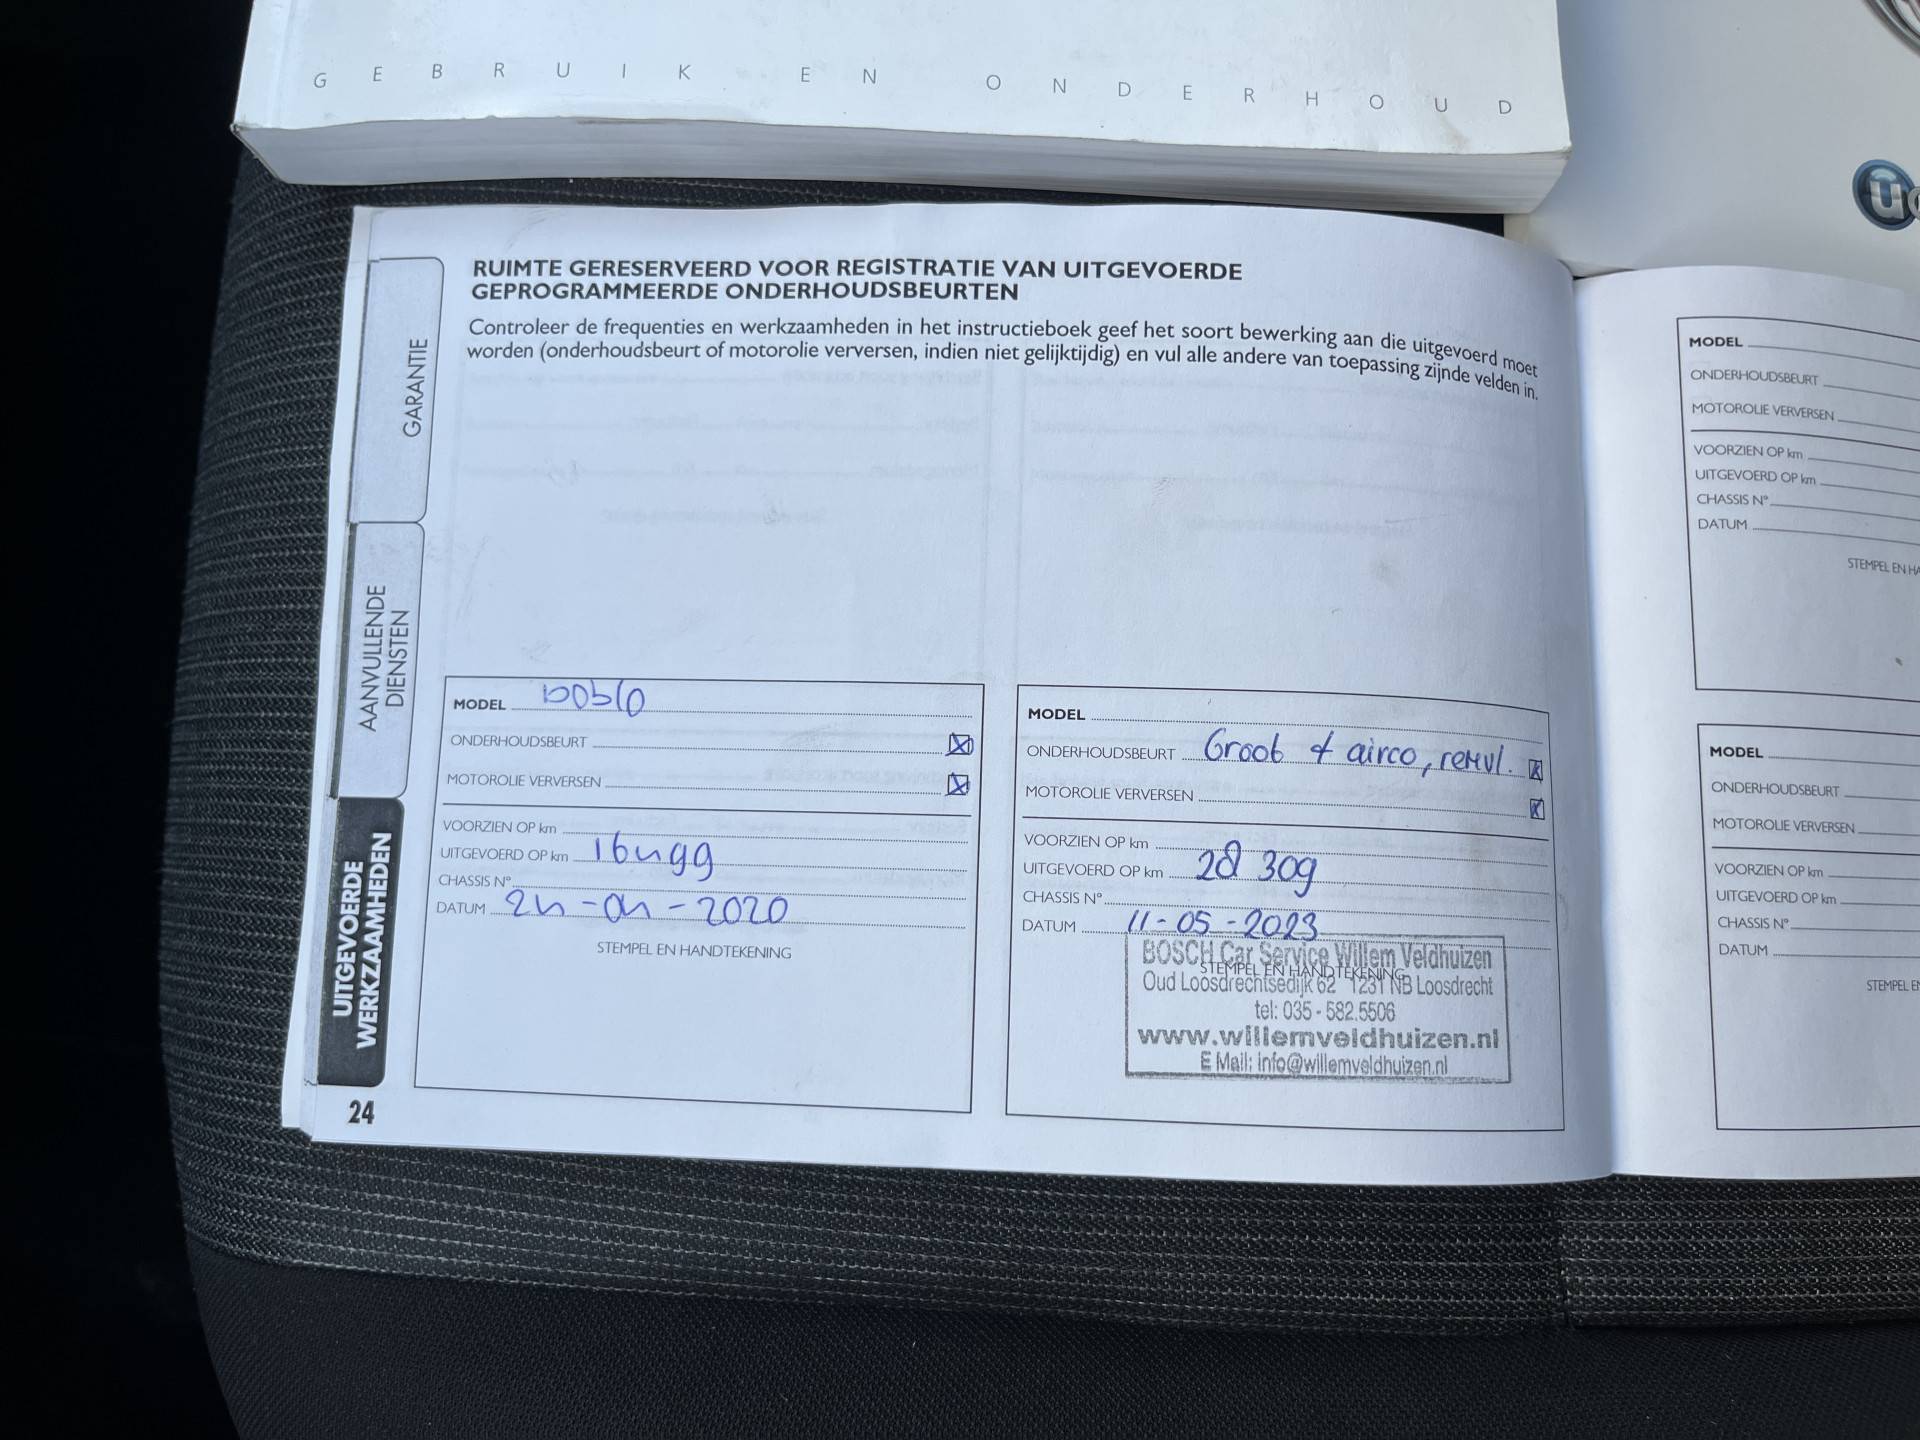 GEBRUIK EN ONDERHOUD
RUIMTE GERESERVEERD VOOR REGISTRATIE VAN UITGEVOERDE
GEPROGRAMMEERDE ONDERHOUDSBEURTEN
Controleer de frequenties en werkzaamheden in het instructieboek geef het soort bewerking aan die uitgevoerd moet
worden (onderhoudsbeurt of motorolie verversen, indien niet gelijktijdig) en vul alle andere van toepassing zijnde velden in.
GARANTIE
AANVULLENDE
DIENSTEN
UITGEVOERDE
WERKZAAMHEDEN
24
MODEL Doblo
ONDERHOUDSBEURT
MOTOROLIE VERVERSEN
VOORZIEN OP km
UITGEVOERD OP km 16499
CHASSIS N°
DATUM 24-04-2020
STEMPEL EN HANDTEKENING
MODEL
ONDERHOUDSBEURT Groot + airco, remvl.
MOTOROLIE VERVERSEN
VOORZIEN OP km
UITGEVOERD OP km 28 309
CHASSIS N°
DATUM 11-05-2023
STEMPEL EN HANDTEKENING
BOSCH Car Service Willem Veldhuizen
Oud Loosdrechtsedijk 62 1231 NB Loosdrecht
tel: 035 - 582.5506
www.willemveldhuizen.nl
E Mail: info@willemveldhuizen.nl
MODEL
ONDERHOUDSBEURT
MOTOROLIE VERVERSEN
VOORZIEN OP km
UITGEVOERD OP km
CHASSIS N°
DATUM
STEMPEL EN
MODEL
ONDERHOUDSBEURT
MOTOROLIE VERVERSEN
VOORZIEN OP km
UITGEVOERD OP km
CHASSIS N°
DATUM
STEMPEL